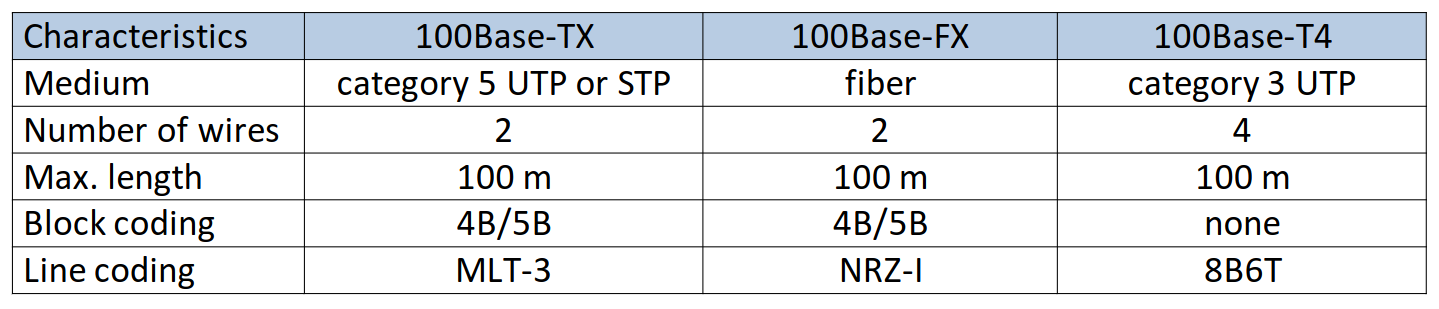 Characteristics 100Base-TX 100Base-FX 100Base-T4
Medium category 5 UTP or STP fiber category 3 UTP
Number of wires 2 2 4
Max. length 100 m 100 m 100 m
Block coding 4B/5B 4B/5B none
Line coding MLT-3 NRZ-I 8B6T